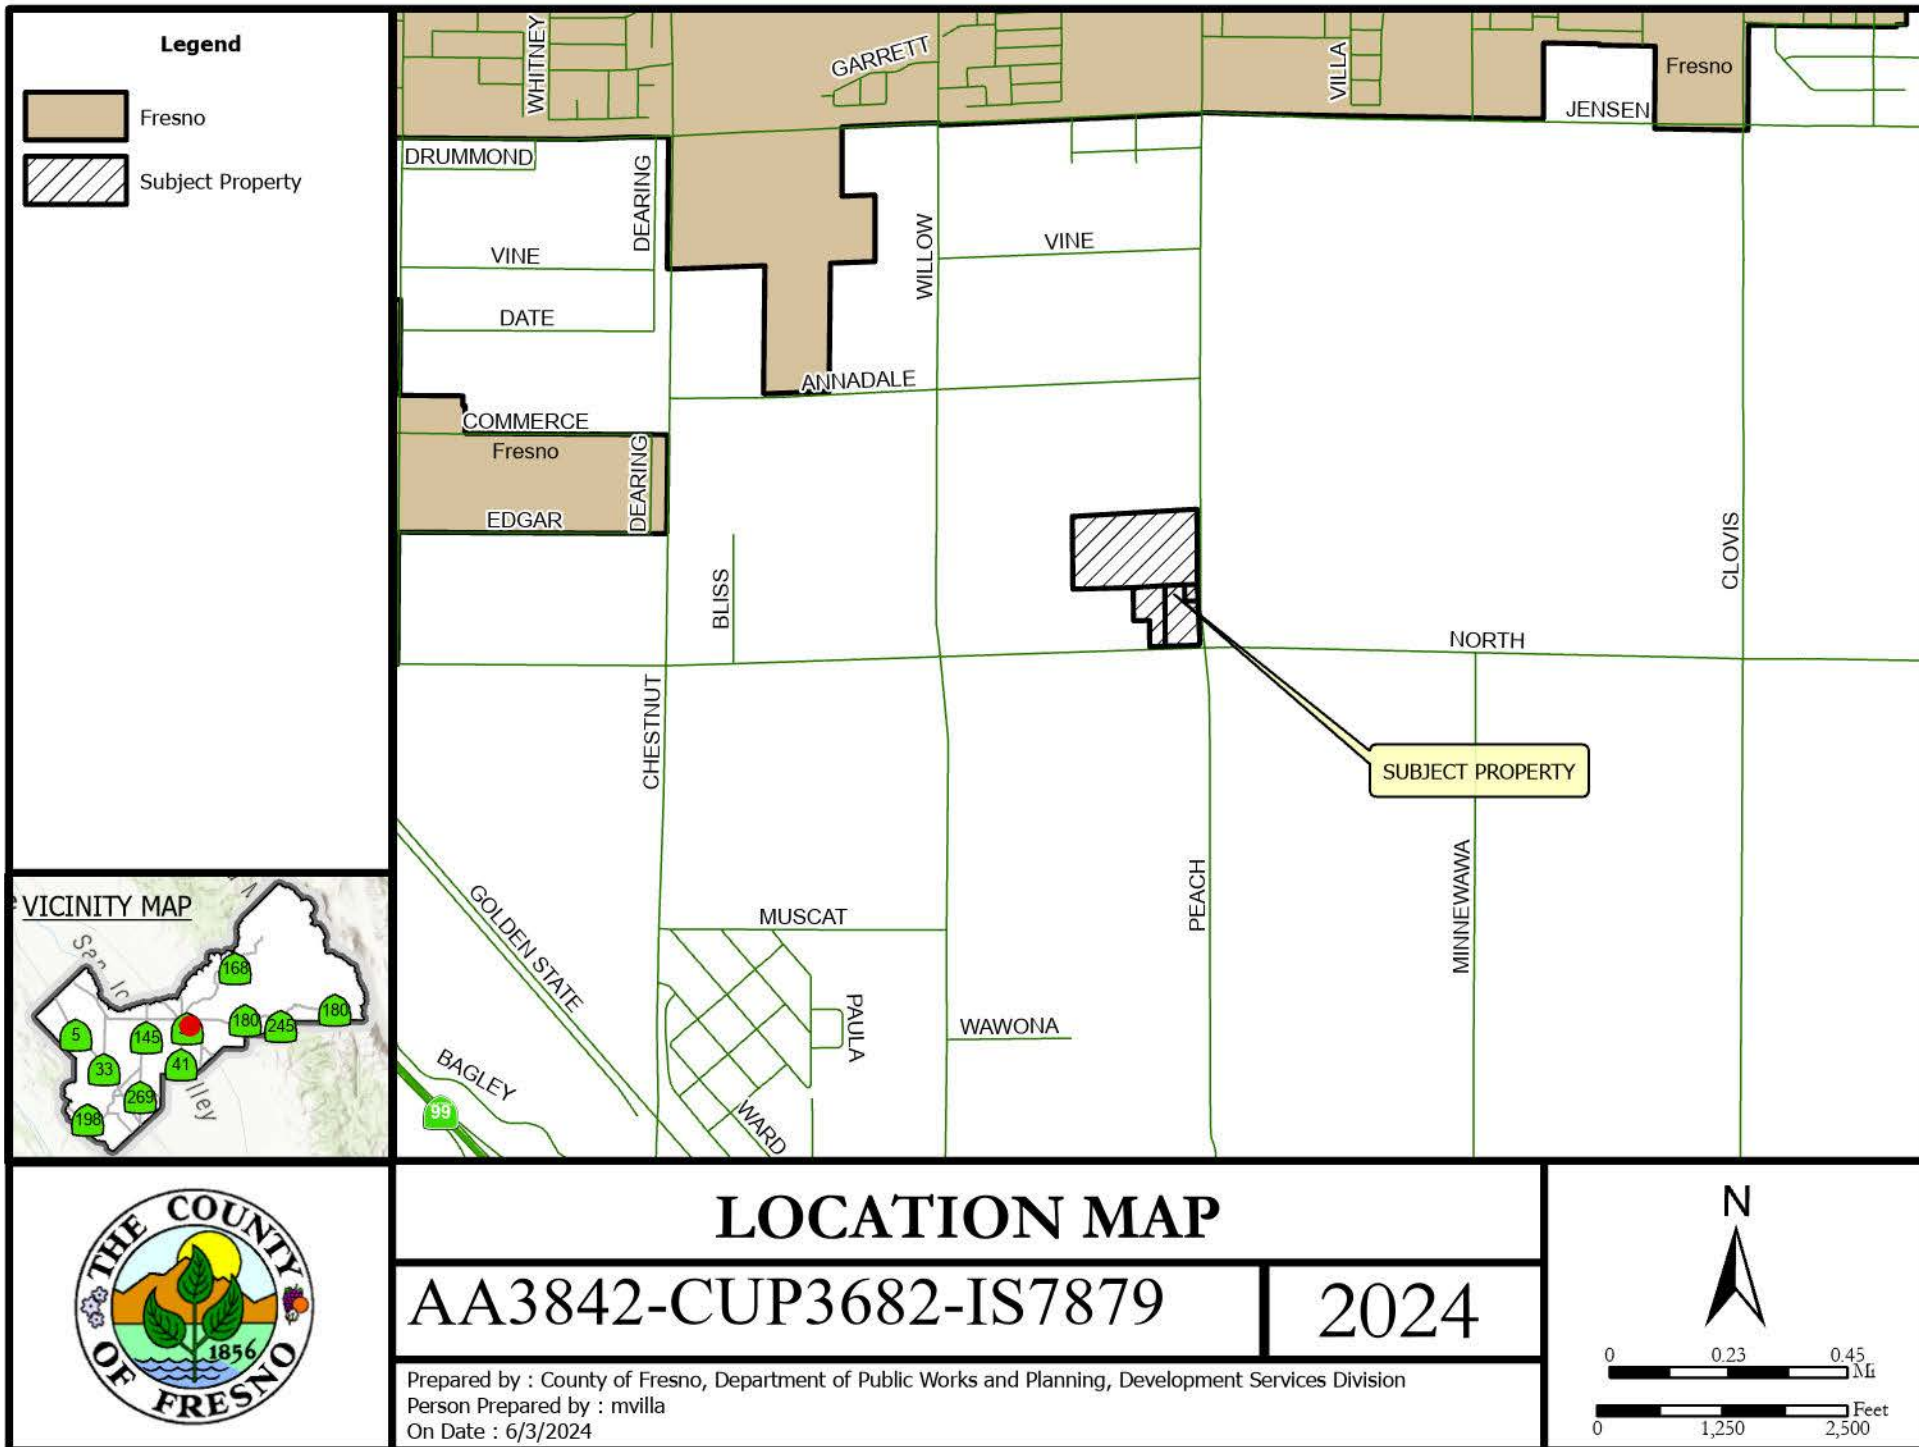 Legend
Fresno
Subject Property
WHITNEY
GARRETT
VILLA
Fresno
JENSEN
DRUMMOND
DEARING
VINE
WILLOW
VINE
DATE
ANNADALE
COMMERCE
Fresno
DEARING
EDGAR
BLISS
CLOVIS
NORTH
CHESTNUT
SUBJECT PROPERTY
PEACH
MINNEWAWA
GOLDEN STATE
MUSCAT
PAULA
WAWONA
BAGLEY
WARD
99
VICINITY MAP
168
180
180
245
5
145
33
41
269
198
lley
THE COUNTY
OF FRESNO
1856
LOCATION MAP
AA3842-CUP3682-IS7879
2024
Prepared by : County of Fresno, Department of Public Works and Planning, Development Services Division
Person Prepared by : mvilla
On Date : 6/3/2024
N
0 0.23 0.45
Mi
Feet
0 1,250 2,500